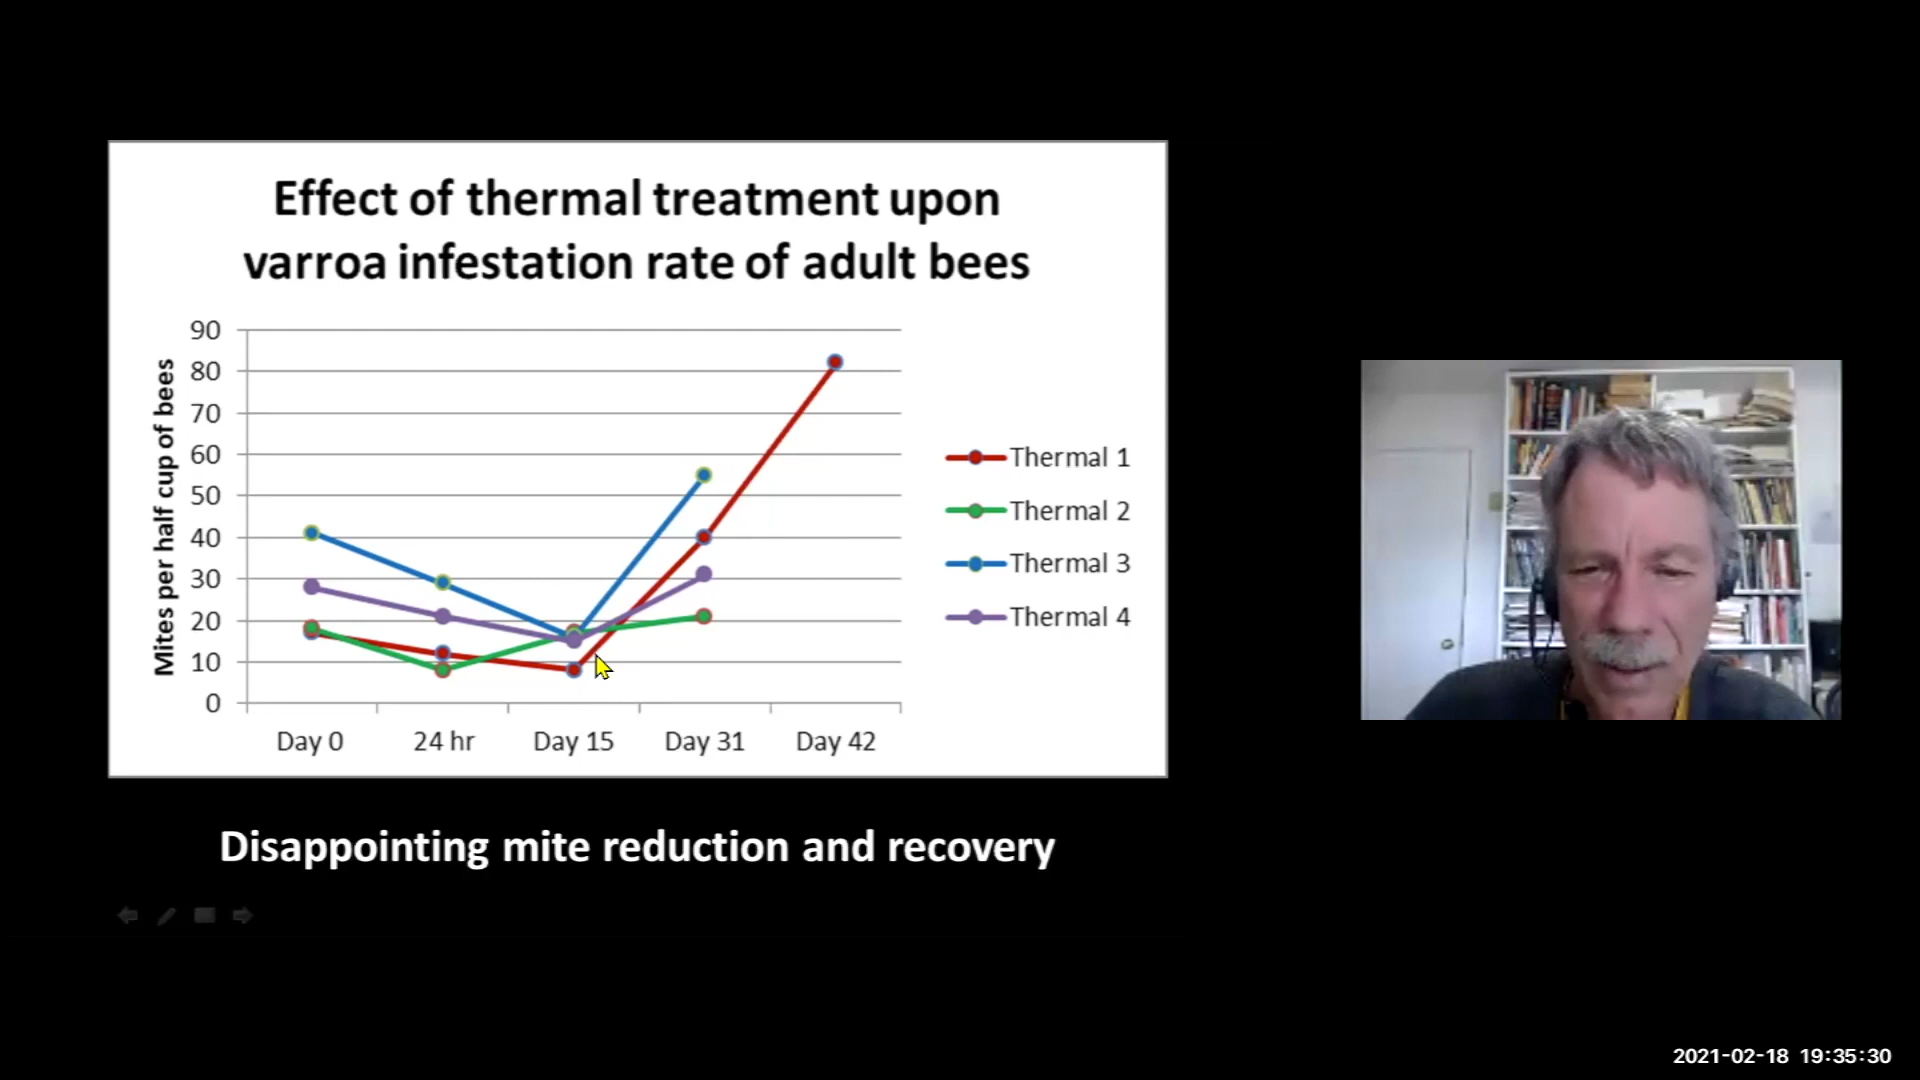 Effect of thermal treatment upon
varroa infestation rate of adult bees
Mites per half cup of bees
90
80
70
60
50
40
30
20
10
0
Day 0
24 hr
Day 15
Day 31
Day 42
Thermal 1
Thermal 2
Thermal 3
Thermal 4
Disappointing mite reduction and recovery
2021-02-18 19:35:30